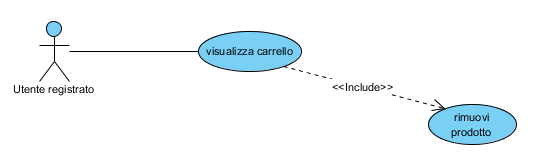 visualizza carrello
Utente registrato
<<Include>>
rimuovi
prodotto